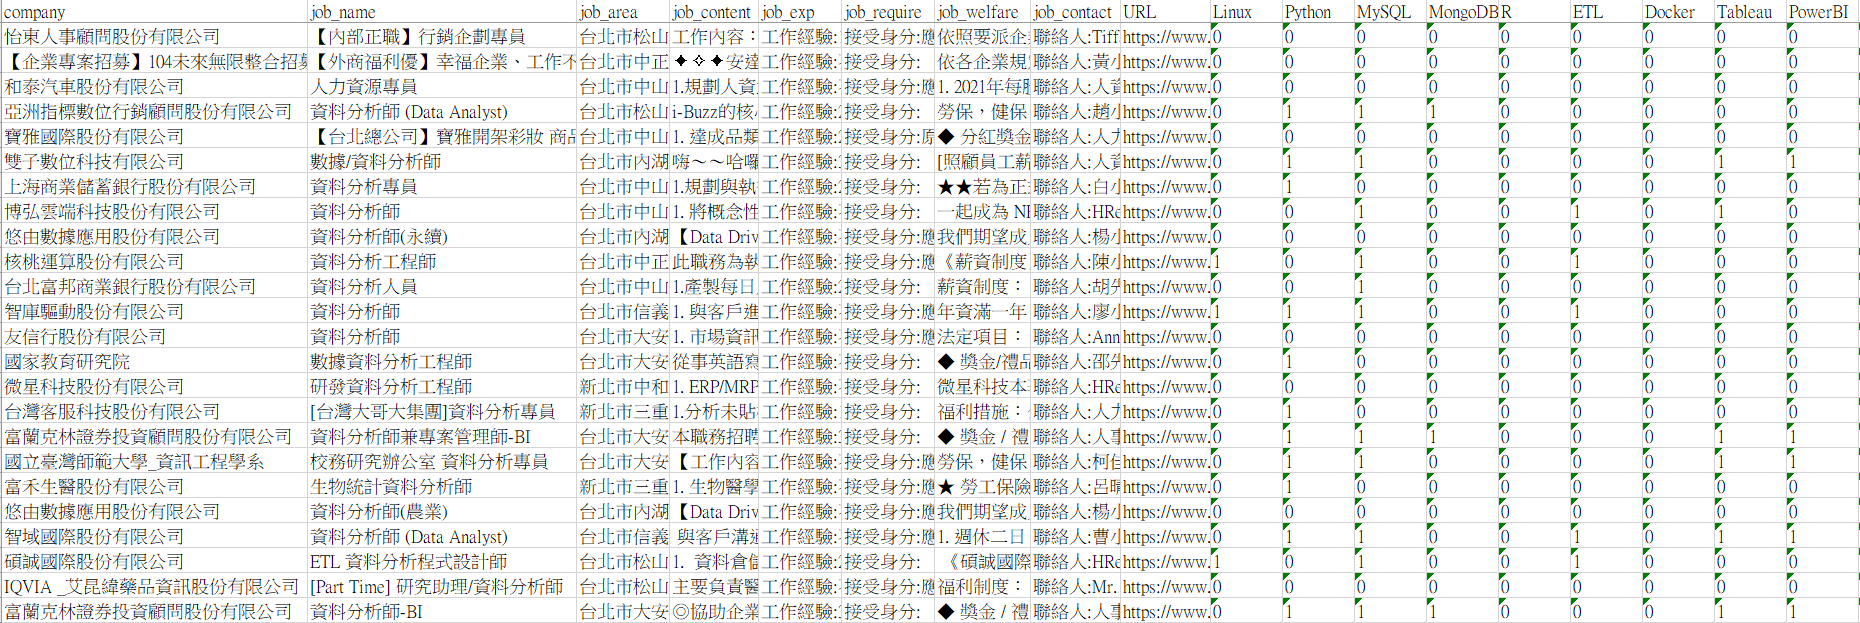 company job_name job_area job_content job_exp job_require job_welfare job_contact URL Linux Python MySQL MongoDB R ETL Docker Tableau PowerBI
怡東人事顧問股份有限公司 【內部正職】行銷企劃專員 台北市松山 工作內容： 工作經驗: 接受身分:應 依照要派企 聯絡人:Tiff https://www. 0 0 0 0 0 0 0 0 0
【企業專案招募】104未來無限整合招募 【外商福利優】幸福企業、工作不 台北市中正 ✦✧✦安達 工作經驗: 接受身分: 依各企業規 聯絡人:黃小 https://www. 0 0 0 0 0 0 0 0 0
和泰汽車股份有限公司 人力資源專員 台北市中山 1.規劃人資 工作經驗: 接受身分:應 1. 2021年每股 聯絡人:人資 https://www. 0 0 0 0 0 0 0 0 0
亞洲指標數位行銷顧問股份有限公司 資料分析師 (Data Analyst) 台北市松山 i-Buzz的核 工作經驗: 接受身分: 勞保，健保 聯絡人:趙小 https://www. 0 1 1 1 0 0 0 0 0
寶雅國際股份有限公司 【台北總公司】寶雅開架彩妝 商品 台北市中山 1. 達成品類 工作經驗: 接受身分:原 ◆ 分紅獎金 聯絡人:人力 https://www. 0 0 0 0 0 0 0 0 0
雙子數位科技有限公司 數據/資料分析師 台北市內湖 嗨～～哈囉 工作經驗: 接受身分: [照顧員工薪 聯絡人:人資 https://www. 0 1 1 0 0 0 0 1 1
上海商業儲蓄銀行股份有限公司 資料分析專員 台北市中山 1.規劃與執 工作經驗: 接受身分: ★★若為正 聯絡人:白小 https://www. 0 1 0 0 0 0 0 0 0
博弘雲端科技股份有限公司 資料分析師 台北市中山 1. 將概念性 工作經驗: 接受身分: 一起成為 NE 聯絡人:HRe https://www. 0 0 1 0 0 1 0 1 0
悠由數據應用股份有限公司 資料分析師(永續) 台北市內湖 【Data Driv 工作經驗: 接受身分:應 我們期望成 聯絡人:楊小 https://www. 0 0 0 0 0 0 0 0 0
核桃運算股份有限公司 資料分析工程師 台北市中正 此職務為執 工作經驗: 接受身分: 《薪資制度 聯絡人:陳小 https://www. 1 0 1 0 0 1 0 0 0
台北富邦商業銀行股份有限公司 資料分析人員 台北市中山 1.產製每日 工作經驗: 接受身分: 薪資制度： 聯絡人:胡先 https://www. 0 0 1 0 0 0 0 0 0
智庫驅動股份有限公司 資料分析師 台北市信義 1. 與客戶進 工作經驗: 接受身分:應 年資滿一年 聯絡人:廖小 https://www. 1 1 1 0 0 1 0 0 0
友信行股份有限公司 資料分析師 台北市大安 1. 市場資訊 工作經驗: 接受身分:應 法定項目： 聯絡人:Ann https://www. 0 0 0 0 0 0 0 0 0
國家教育研究院 數據資料分析工程師 台北市大安 從事英語寫 工作經驗: 接受身分: ◆ 獎金/禮品 聯絡人:邵先 https://www. 0 1 0 0 0 0 0 0 0
微星科技股份有限公司 研發資料分析工程師 新北市中和 1. ERP/MRP 工作經驗: 接受身分: 微星科技本 聯絡人:HRe https://www. 0 0 0 0 0 0 0 0 0
台灣客服科技股份有限公司 [台灣大哥大集團]資料分析專員 新北市三重 1.分析未貼 工作經驗: 接受身分: 福利措施： 聯絡人:人力 https://www. 0 1 0 0 0 0 0 0 0
富蘭克林證券投資顧問股份有限公司 資料分析師兼專案管理師-BI 台北市大安 本職務招聘 工作經驗: 接受身分: ◆ 獎金 / 禮 聯絡人:人事 https://www. 0 1 1 1 0 0 0 1 1
國立臺灣師範大學_資訊工程學系 校務研究辦公室 資料分析專員 台北市大安 【工作內容 工作經驗: 接受身分:應 勞保，健保 聯絡人:柯佳 https://www. 0 1 1 0 0 0 0 1 1
富禾生醫股份有限公司 生物統計資料分析師 新北市三重 1. 生物醫學 工作經驗: 接受身分:應 ★ 勞工保險 聯絡人:呂晴 https://www. 0 1 0 0 0 0 0 0 0
悠由數據應用股份有限公司 資料分析師(農業) 台北市內湖 【Data Driv 工作經驗: 接受身分:應 我們期望成 聯絡人:楊小 https://www. 0 0 0 0 0 0 0 0 0
智域國際股份有限公司 資料分析師 (Data Analyst) 台北市信義 與客戶溝通 工作經驗: 接受身分:應 1. 週休二日 聯絡人:曹小 https://www. 0 1 1 0 0 1 0 1 1
碩誠國際股份有限公司 ETL 資料分析程式設計師 台北市松山 1. 資料倉儲 工作經驗: 接受身分: 《碩誠國際 聯絡人:HRe https://www. 1 0 1 0 0 1 0 0 0
IQVIA _艾昆緯藥品資訊股份有限公司 [Part Time] 研究助理/資料分析師 台北市大安 主要負責醫 工作經驗: 接受身分:應 福利制度： 聯絡人:Mr. https://www. 0 0 0 0 0 0 0 0 0
富蘭克林證券投資顧問股份有限公司 資料分析師-BI 台北市大安 ◎協助企業 工作經驗: 接受身分: ◆ 獎金 / 禮 聯絡人:人事 https://www. 0 1 1 1 0 0 0 1 1